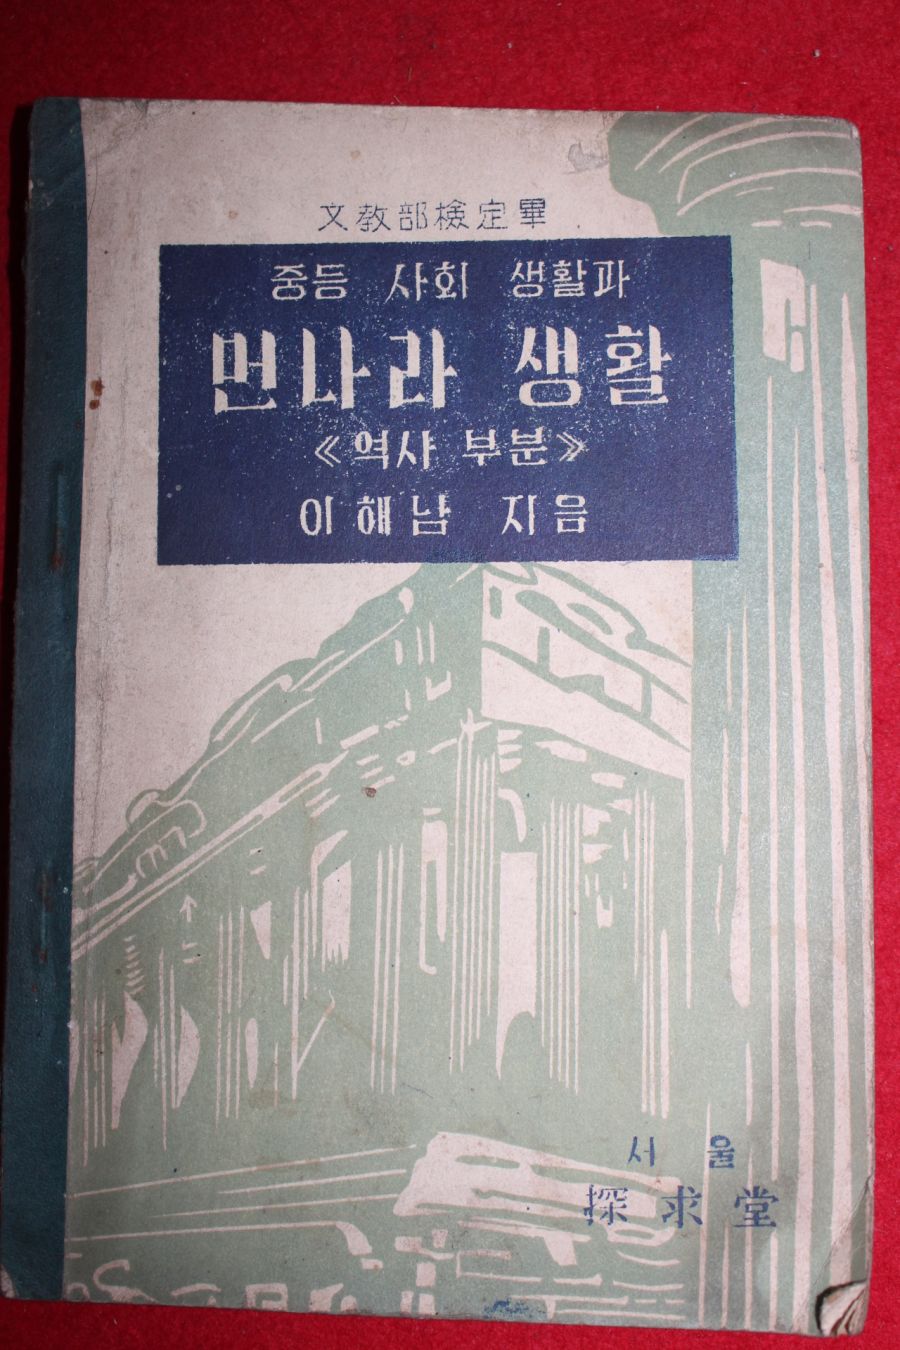 文教部檢定畢
중등 사회 생활과
먼나라 생활
《역사 부분》
이해남 지음
서울
探求堂